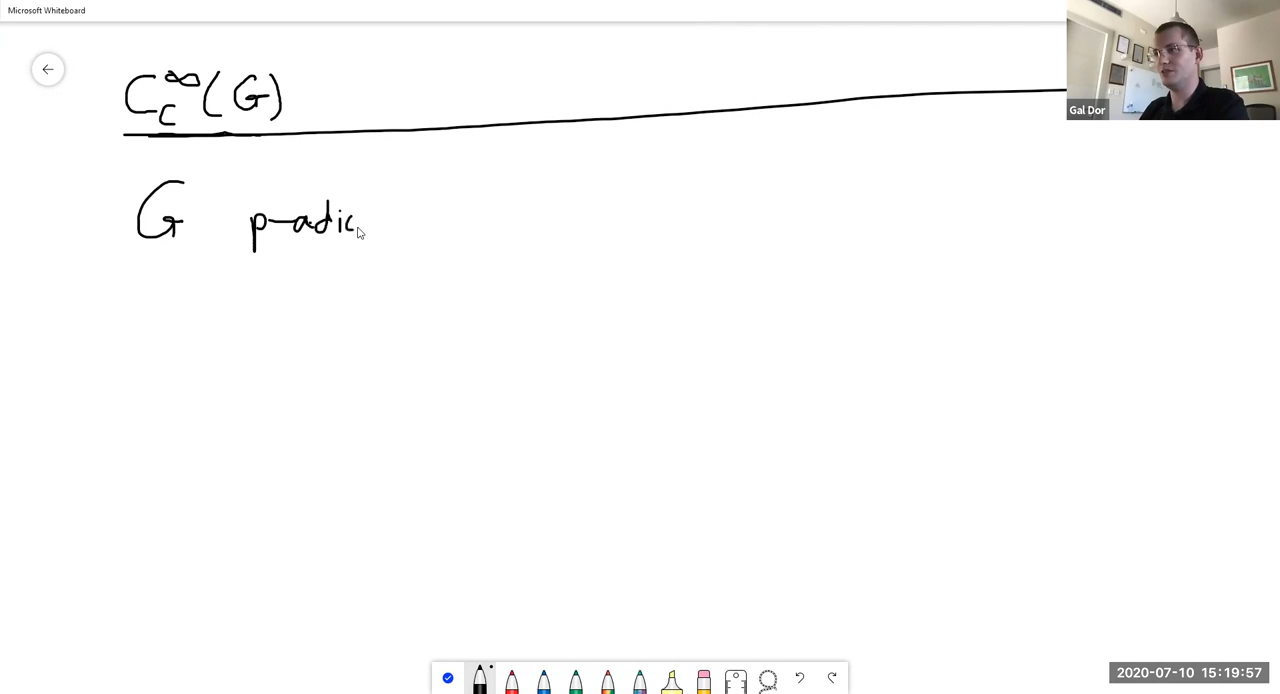 Microsoft Whiteboard
C_c^∞(G)
Gal Dor
G p-adic
2020-07-10 15:19:57